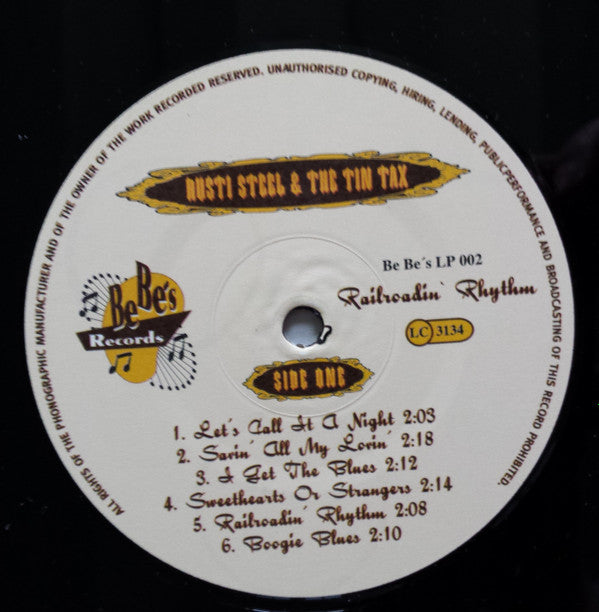 ALL RIGHTS OF THE PHONOGRAPHIC MANUFACTURER AND OF THE OWNER OF THE WORK RECORDED RESERVED. UNAUTHORISED COPYING, HIRING, LENDING, PUBLICPERFORMANCE AND BROADCASTING OF THIS RECORD PROHIBITED.
RUSTI STEEL & THE TIN TAX
Be Be´s LP 002
Railroadin´ Rhythm
BeBe's
Records
LC 3134
SIDE ONE
1. Let´s Call It A Night 2:03
2. Savin´ All My Lovin´ 2:18
3. I Get The Blues 2:12
4. Sweethearts Or Strangers 2:14
5. Railroadin´ Rhythm 2:08
6. Boogie Blues 2:10